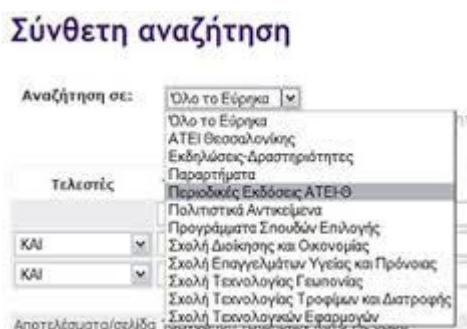 Σύνθετη αναζήτηση
Αναζήτηση σε:
Όλο το Εύρηκα
Όλο το Εύρηκα
ΑΤΕΙ Θεσσαλονίκης
Εκδηλώσεις-Δραστηριότητες
Παραρτήματα
Τελεστές
Περιοδικές Εκδόσεις ΑΤΕΙ-Θ
Πολιτιστικά Αντικείμενα
Προγράμματα Σπουδών Επιλογής
ΚΑΙ
Σχολή Διοίκησης και Οικονομίας
Σχολή Επαγγελμάτων Υγείας και Πρόνοιας
ΚΑΙ
Σχολή Τεχνολογίας Γεωπονίας
Σχολή Τεχνολογίας Τροφίμων και Διατροφής
Σχολή Τεχνολογικών Εφαρμογών
Αποτελέσματα/σελίδα